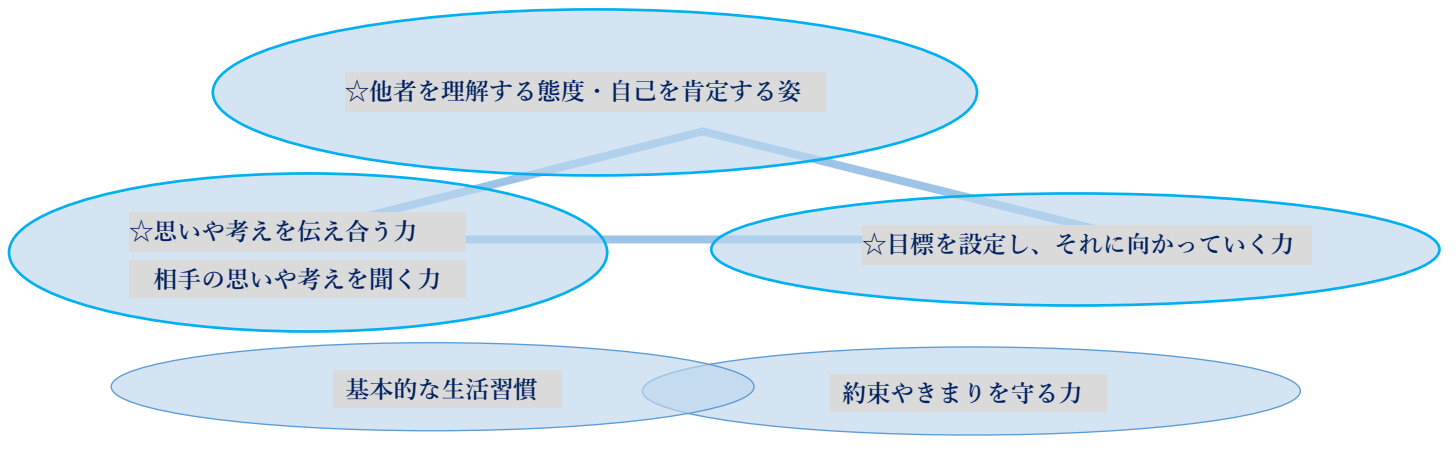 ☆他者を理解する態度・自己を肯定する姿
☆思いや考えを伝え合う力
相手の思いや考えを聞く力
☆目標を設定し、それに向かっていく力
基本的な生活習慣
約束やきまりを守る力